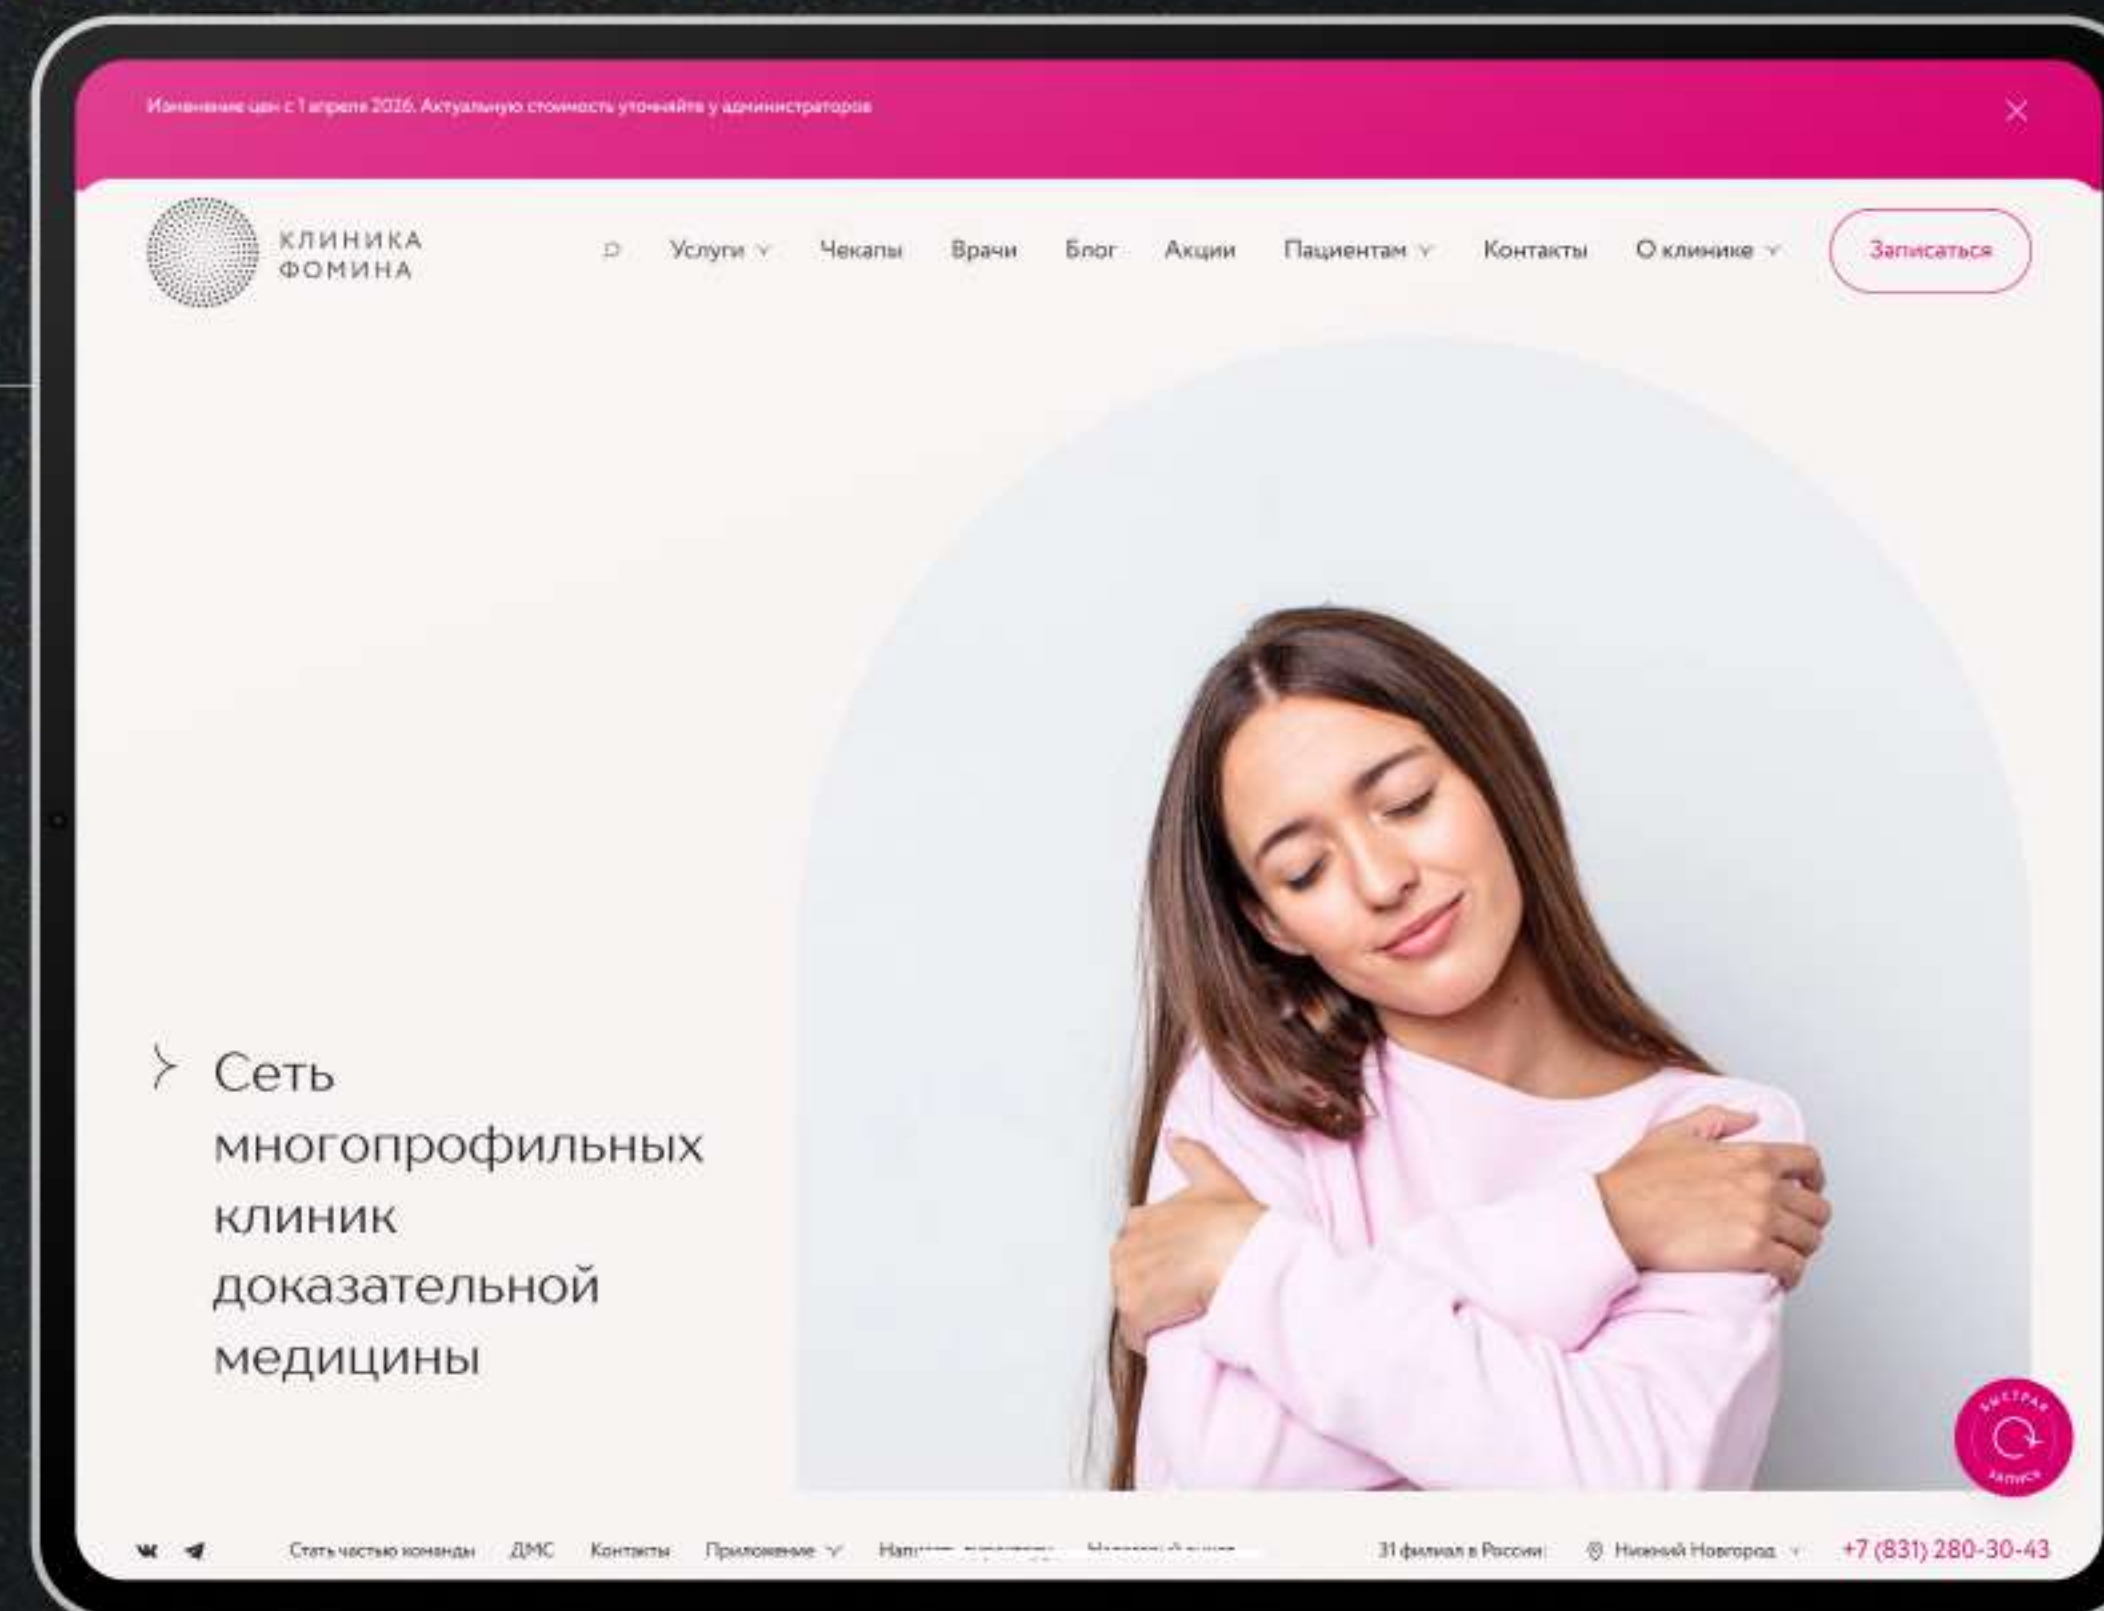 Изменение цен с 1 апреля 2026. Актуальную стоимость уточняйте у администраторов
КЛИНИКА
ФОМИНА
Услуги Чекапы Врачи Блог Акции Пациентам Контакты О клинике Записаться
Сеть
многопрофильных
клиник
доказательной
медицины
БЫСТРАЯ
ЗАПИСЬ
Стать частью команды ДМС Контакты Приложение 31 филиал в России: Нижний Новгород +7 (831) 280-30-43